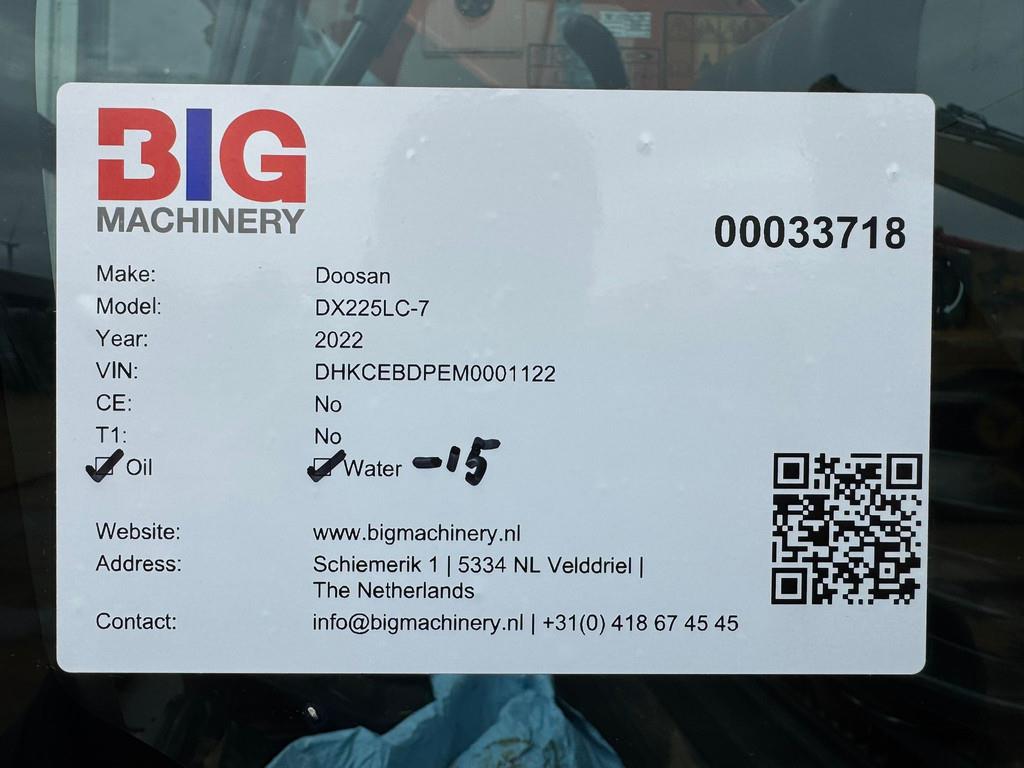 BIG
MACHINERY
00033718
Make: Doosan
Model: DX225LC-7
Year: 2022
VIN: DHKCEBDPEM0001122
CE: No
T1: No
Oil Water -15
Website: www.bigmachinery.nl
Address: Schiemerik 1 | 5334 NL Velddriel |
The Netherlands
Contact: info@bigmachinery.nl | +31(0) 418 67 45 45